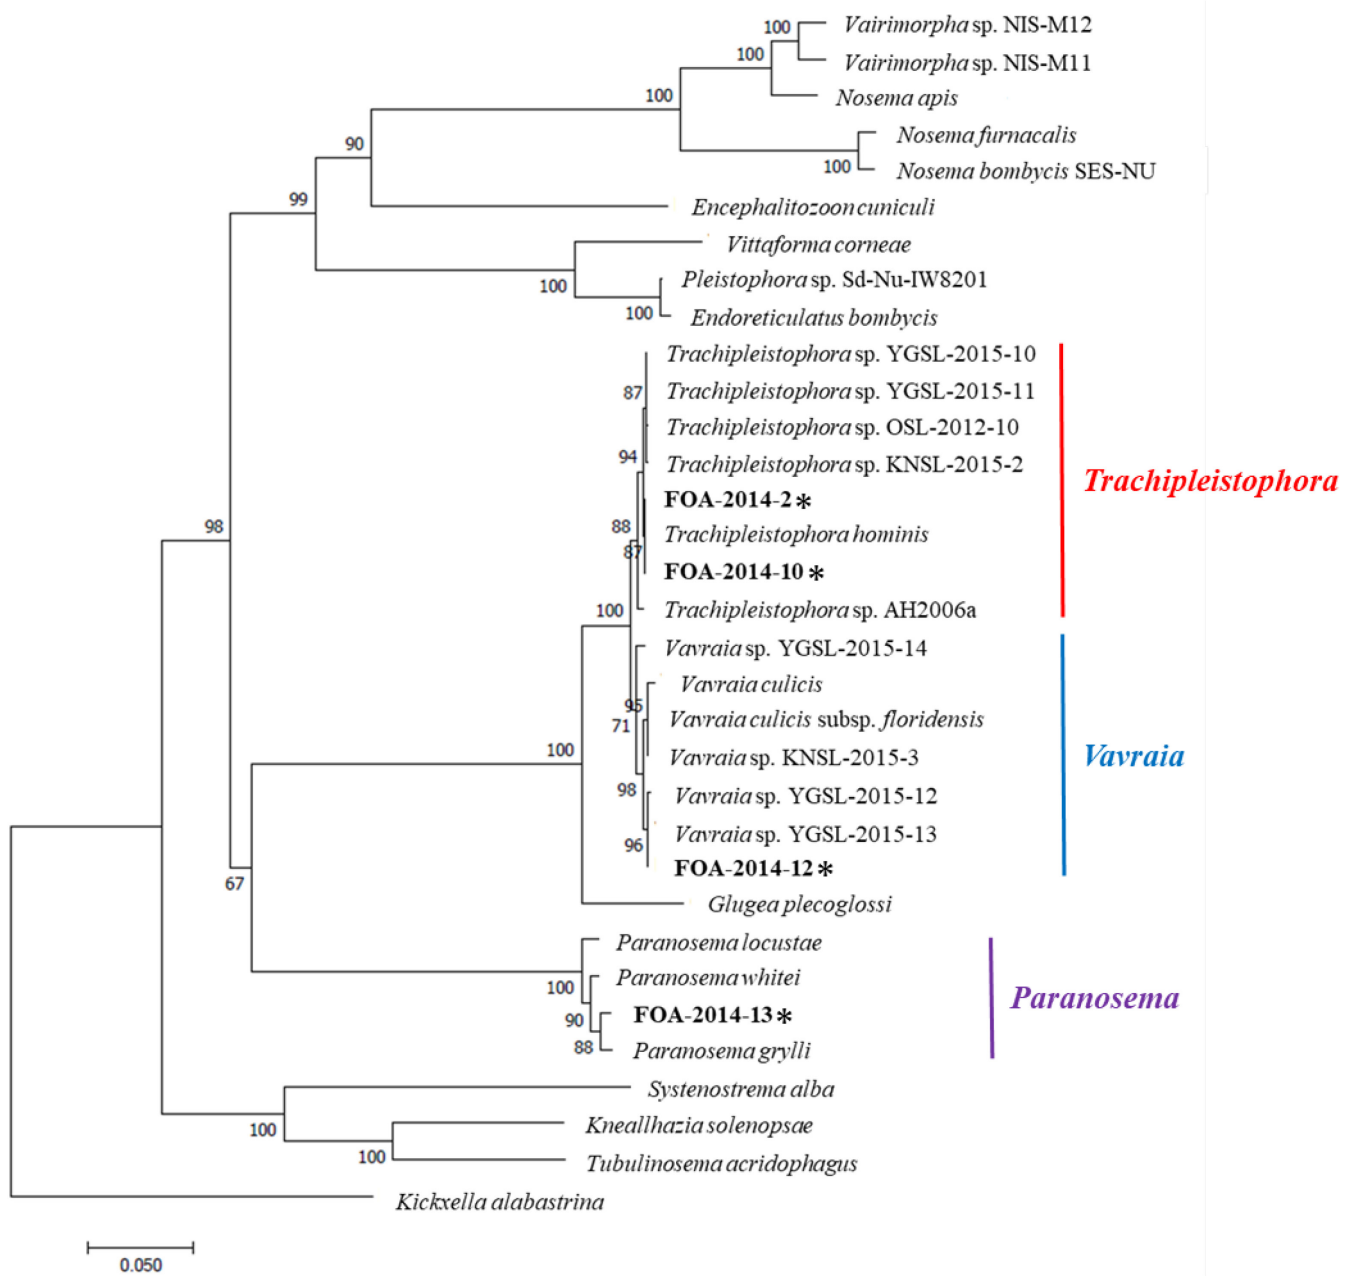 100
Vairimorpha sp. NIS-M12
100
Vairimorpha sp. NIS-M11
100
Nosema apis
Nosema furnacalis
90
100
Nosema bombycis SES-NU
99
Encephalitozoon cuniculi
Vittaforma corneae
100
Pleistophora sp. Sd-Nu-IW8201
100
Endoreticulatus bombycis
Trachipleistophora sp. YGSL-2015-10
87
Trachipleistophora sp. YGSL-2015-11
Trachipleistophora sp. OSL-2012-10
94
Trachipleistophora sp. KNSL-2015-2
Trachipleistophora
FOA-2014-2*
98
88
Trachipleistophora hominis
87
FOA-2014-10*
100
Trachipleistophora sp. AH2006a
Vavraia sp. YGSL-2015-14
Vavraia culicis
95
71
Vavraia culicis subsp. floridensis
100
Vavraia sp. KNSL-2015-3
Vavraia
98
Vavraia sp. YGSL-2015-12
Vavraia sp. YGSL-2015-13
96
FOA-2014-12*
67
Glugea plecoglossi
Paranosema locustae
Paranosema whitei
100
Paranosema
90
FOA-2014-13*
88
Paranosema grylli
Systenostrema alba
100
Kneallhazia solenopsae
100
Tubulinosema acridophagus
Kickxella alabastrina
0.050